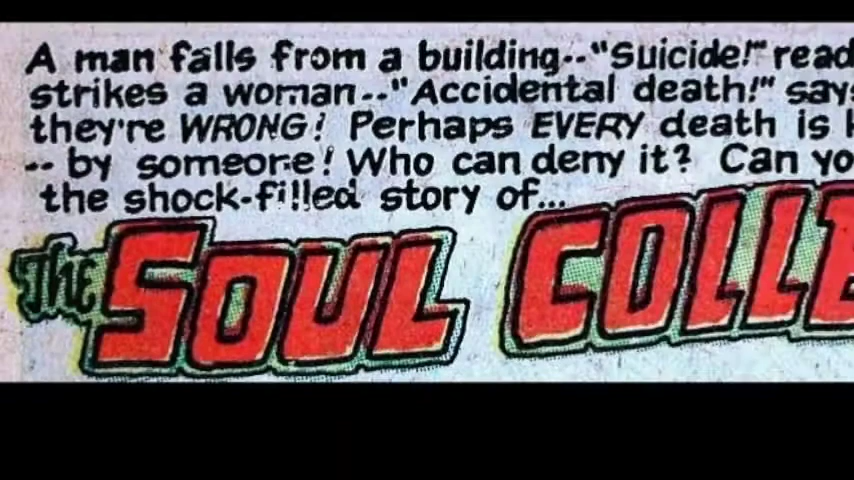 A man falls from a building--"Suicide!" read
strikes a woman--"Accidental death!" says
they're WRONG! Perhaps EVERY death is
-- by someone! Who can deny it? Can yo
the shock-filled story of...
The SOUL COLLE